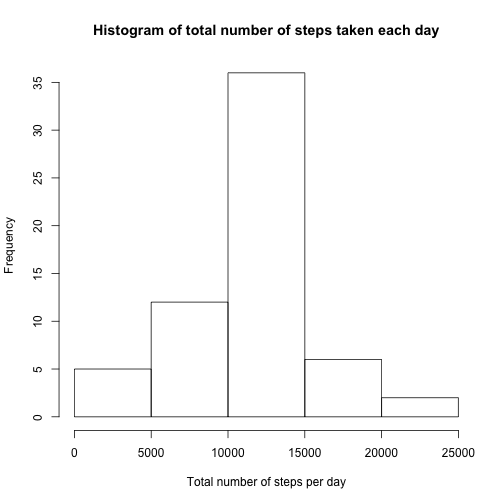 Histogram of total number of steps taken each day
Frequency
35
30
25
20
15
10
5
0
0 5000 10000 15000 20000 25000
Total number of steps per day